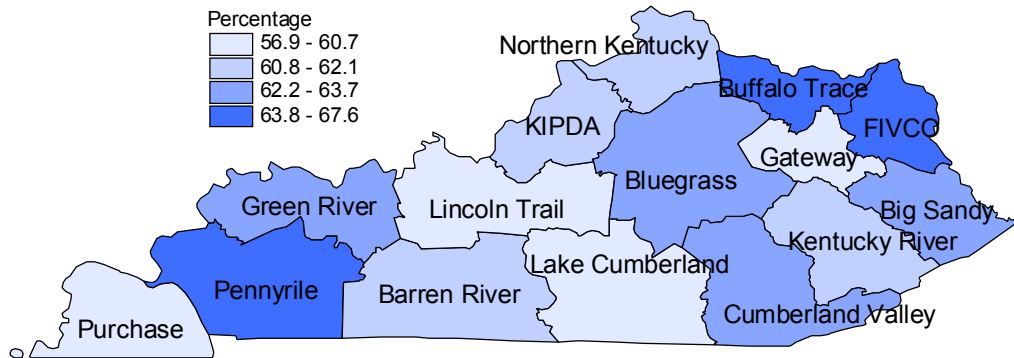 Percentage
56.9 - 60.7
60.8 - 62.1
62.2 - 63.7
63.8 - 67.6
Northern Kentucky
Buffalo Trace
KIPDA
FIVCO
Gateway
Bluegrass
Green River
Lincoln Trail
Big Sandy
Kentucky River
Lake Cumberland
Pennyrile
Barren River
Cumberland Valley
Purchase